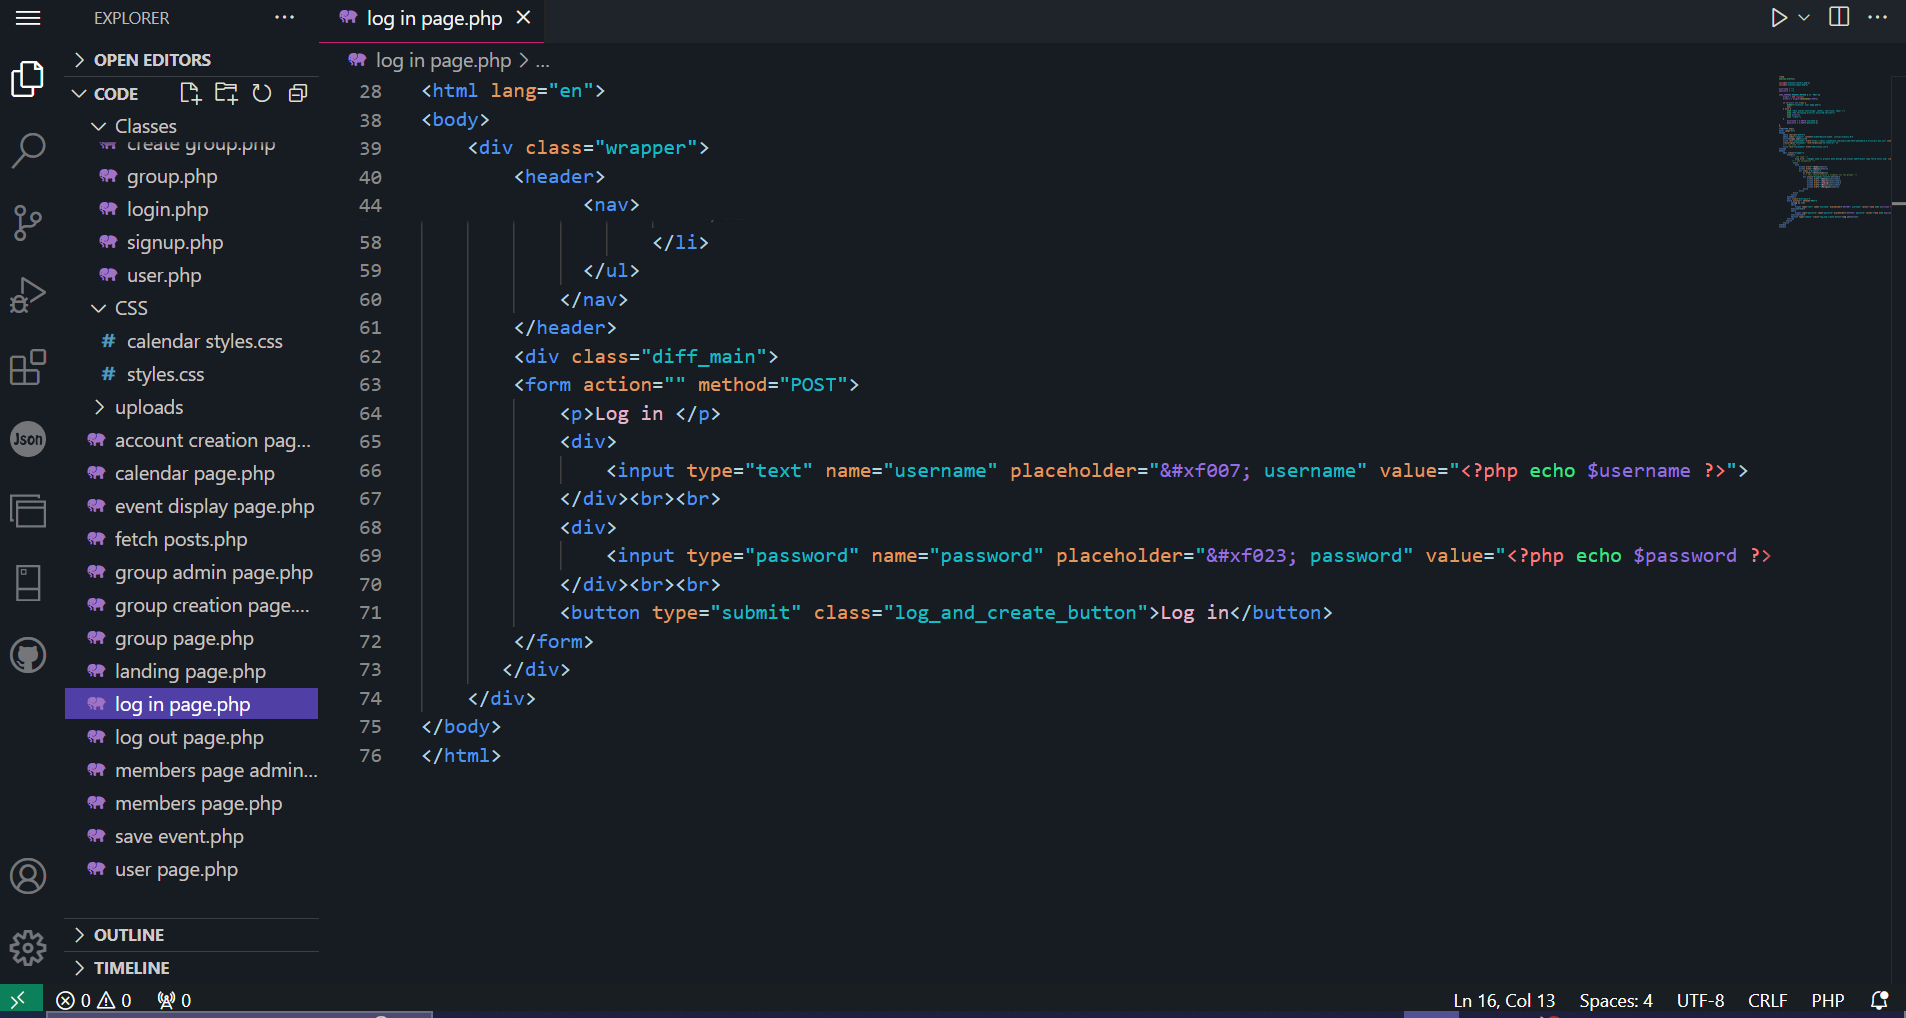 EXPLORER
OPEN EDITORS
CODE
Classes
create group.php
group.php
login.php
signup.php
user.php
CSS
# calendar styles.css
# styles.css
uploads
account creation pag...
calendar page.php
event display page.php
fetch posts.php
group admin page.php
group creation page....
group page.php
landing page.php
log in page.php
log out page.php
members page admin...
members page.php
save event.php
user page.php
OUTLINE
TIMELINE
Json
log in page.php
log in page.php > ...
28 <html lang="en">
38 <body>
39 <div class="wrapper">
40 <header>
44 <nav>
58 </li>
59 </ul>
60 </nav>
61 </header>
62 <div class="diff_main">
63 <form action="" method="POST">
64 <p>Log in </p>
65 <div>
66 <input type="text" name="username" placeholder="&#xf007; username" value="<?php echo $username ?>">
67 </div><br><br>
68 <div>
69 <input type="password" name="password" placeholder="&#xf023; password" value="<?php echo $password ?>
70 </div><br><br>
71 <button type="submit" class="log_and_create_button">Log in</button>
72 </form>
73 </div>
74 </div>
75 </body>
76 </html>
0 0 0
Ln 16, Col 13 Spaces: 4 UTF-8 CRLF PHP